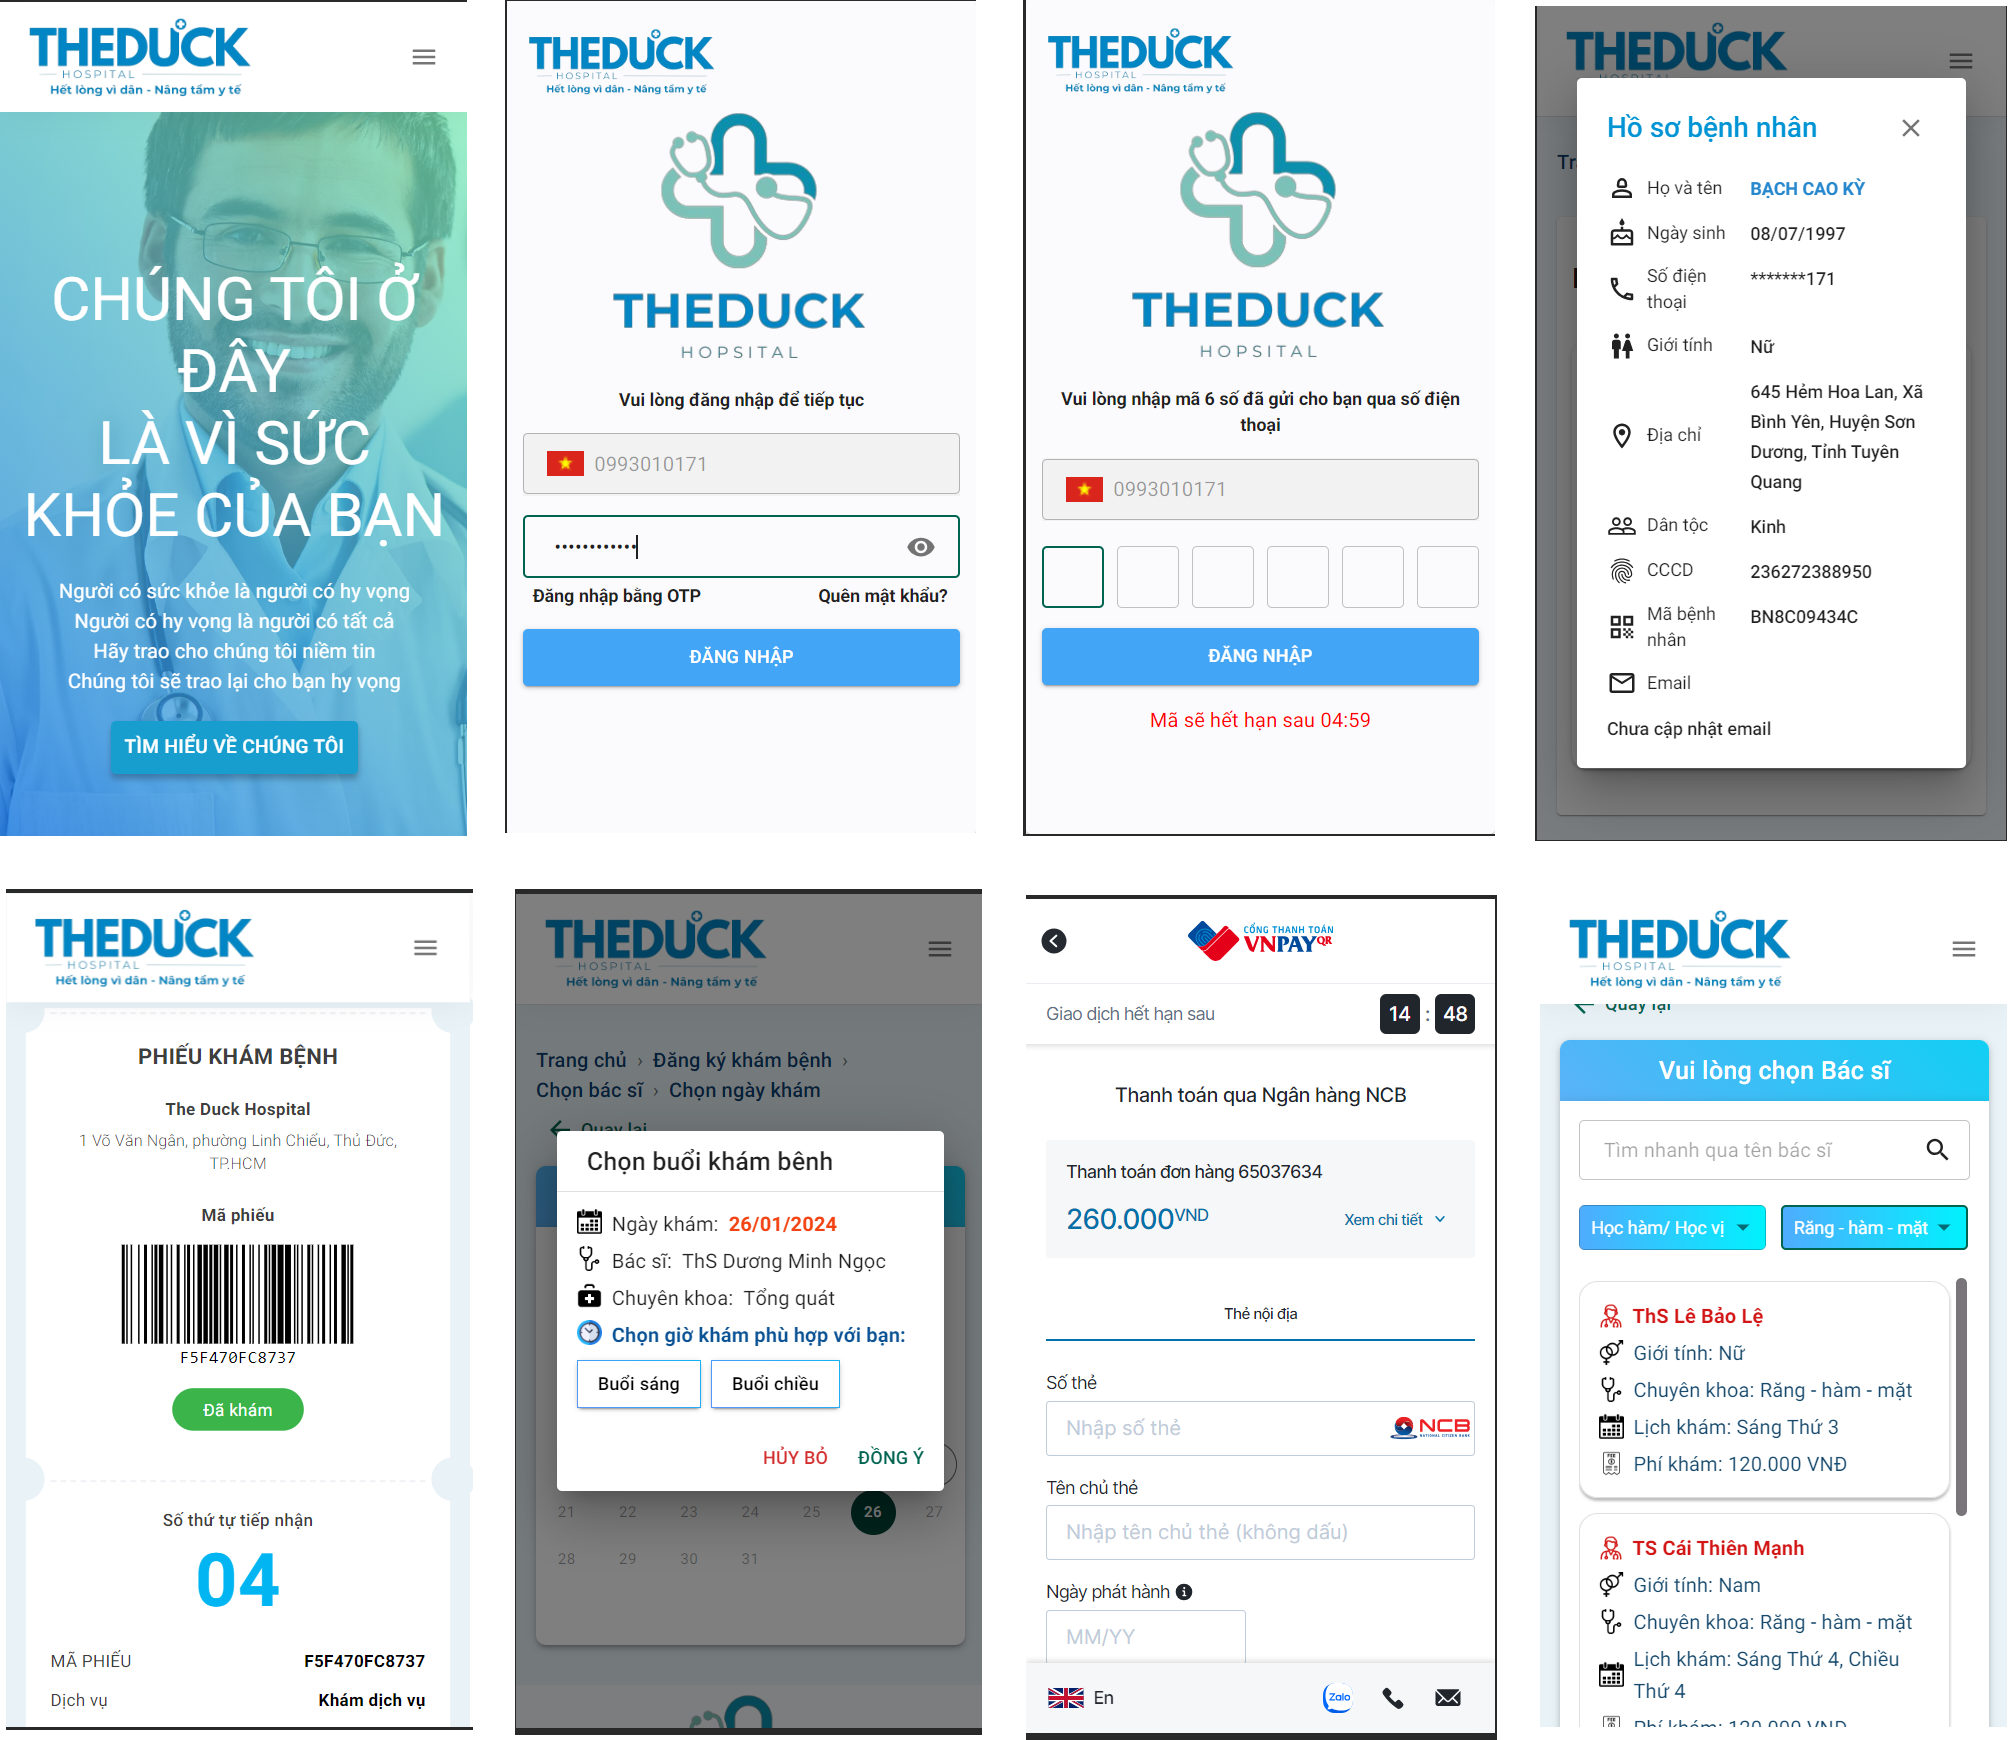 THEDUCK
HOSPITAL
Hết lòng vì dân - Nâng tầm y tế
CHÚNG TÔI Ở
ĐÂY
LÀ VÌ SỨC
KHỎE CỦA BẠN
Người có sức khỏe là người có hy vọng
Người có hy vọng là người có tất cả
Hãy trao cho chúng tôi niềm tin
Chúng tôi sẽ trao lại cho bạn hy vọng
TÌM HIỂU VỀ CHÚNG TÔI
THEDUCK
HOSPITAL
Hết lòng vì dân - Nâng tầm y tế
THEDUCK
HOPSITAL
Vui lòng đăng nhập để tiếp tục
0993010171
••••••••••••
Đăng nhập bằng OTP Quên mật khẩu?
ĐĂNG NHẬP
THEDUCK
HOSPITAL
Hết lòng vì dân - Nâng tầm y tế
THEDUCK
HOPSITAL
Vui lòng nhập mã 6 số đã gửi cho bạn qua số điện
thoại
0993010171
ĐĂNG NHẬP
Mã sẽ hết hạn sau 04:59
THEDUCK
Tr
Hồ sơ bệnh nhân
Họ và tên BẠCH CAO KỲ
Ngày sinh 08/07/1997
Số điện
thoại
*******171
Giới tính Nữ
Địa chỉ
645 Hẻm Hoa Lan, Xã
Bình Yên, Huyện Sơn
Dương, Tỉnh Tuyên
Quang
Dân tộc Kinh
CCCD 236272388950
Mã bệnh
nhân
BN8C09434C
Email
Chưa cập nhật email
THEDUCK
HOSPITAL
Hết lòng vì dân - Nâng tầm y tế
PHIẾU KHÁM BỆNH
The Duck Hospital
1 Võ Văn Ngân, phường Linh Chiểu, Thủ Đức,
TP.HCM
Mã phiếu
F5F470FC8737
Đã khám
Số thứ tự tiếp nhận
04
MÃ PHIẾU F5F470FC8737
Dịch vụ Khám dịch vụ
THEDUCK
HOSPITAL
Hết lòng vì dân - Nâng tầm y tế
Trang chủ › Đăng ký khám bệnh ›
Chọn bác sĩ › Chọn ngày khám
Quay lại
Chọn buổi khám bênh
Ngày khám: 26/01/2024
Bác sĩ: ThS Dương Minh Ngọc
Chuyên khoa: Tổng quát
Chọn giờ khám phù hợp với bạn:
Buổi sáng Buổi chiều
HỦY BỎ ĐỒNG Ý
21 22 23 24 25 26 27
28 29 30 31
CỔNG THANH TOÁN
VNPAYQR
Giao dịch hết hạn sau 14 : 48
Thanh toán qua Ngân hàng NCB
Thanh toán đơn hàng 65037634
260.000VND Xem chi tiết
Thẻ nội địa
Số thẻ
Nhập số thẻ NCB
NATIONAL CITIZEN BANK
Tên chủ thẻ
Nhập tên chủ thẻ (không dấu)
Ngày phát hành
MM/YY
En Zalo
THEDUCK
HOSPITAL
Hết lòng vì dân - Nâng tầm y tế
Quay lại
Vui lòng chọn Bác sĩ
Tìm nhanh qua tên bác sĩ
Học hàm/ Học vị Răng - hàm - mặt
ThS Lê Bảo Lệ
Giới tính: Nữ
Chuyên khoa: Răng - hàm - mặt
Lịch khám: Sáng Thứ 3
Phí khám: 120.000 VNĐ
TS Cái Thiên Mạnh
Giới tính: Nam
Chuyên khoa: Răng - hàm - mặt
Lịch khám: Sáng Thứ 4, Chiều
Thứ 4
Phí khám: 120.000 VNĐ